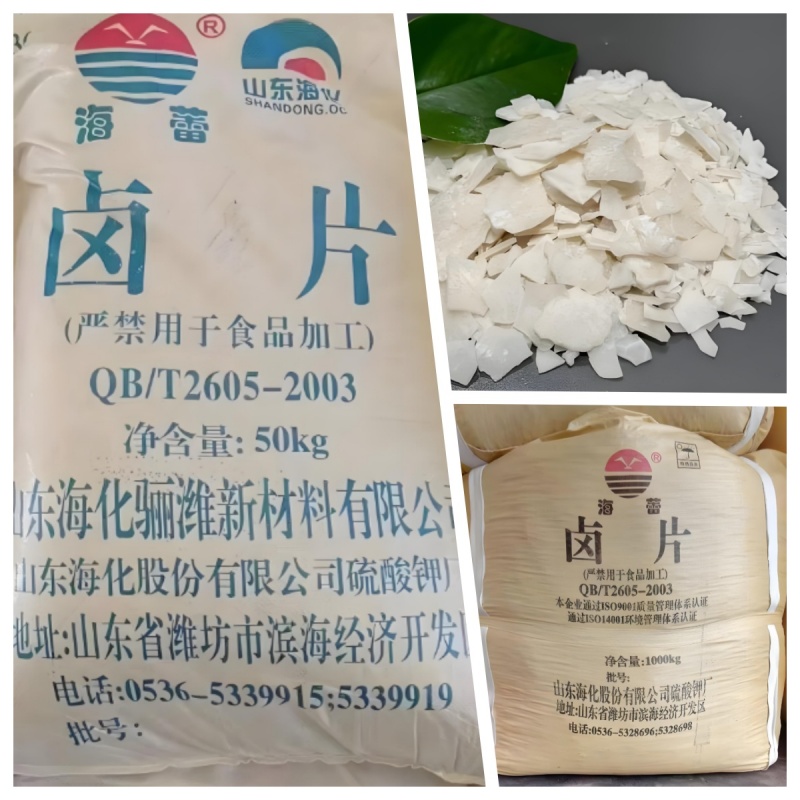 ®
山东海
SHANDONG.
海蕾
卤片
(严禁用于食品加工)
QB/T2605-2003
净含量: 50kg
山东海化骊潍新材料有限公司
山东海化股份有限公司硫酸钾厂
地址:山东省潍坊市滨海经济开发
电话:0536-5339915;5339919
批号:
®
海蕾
卤片
(严禁用于食品加工)
QB/T2605-2003
本企业通过ISO9001质量管理体系认证
通过ISO14001环境管理体系认证
净含量:1000kg
批号:
山东海化股份有限公司硫酸钾厂
地址:山东省潍坊市滨海经济开发区
电话:0536-5328696;5328698